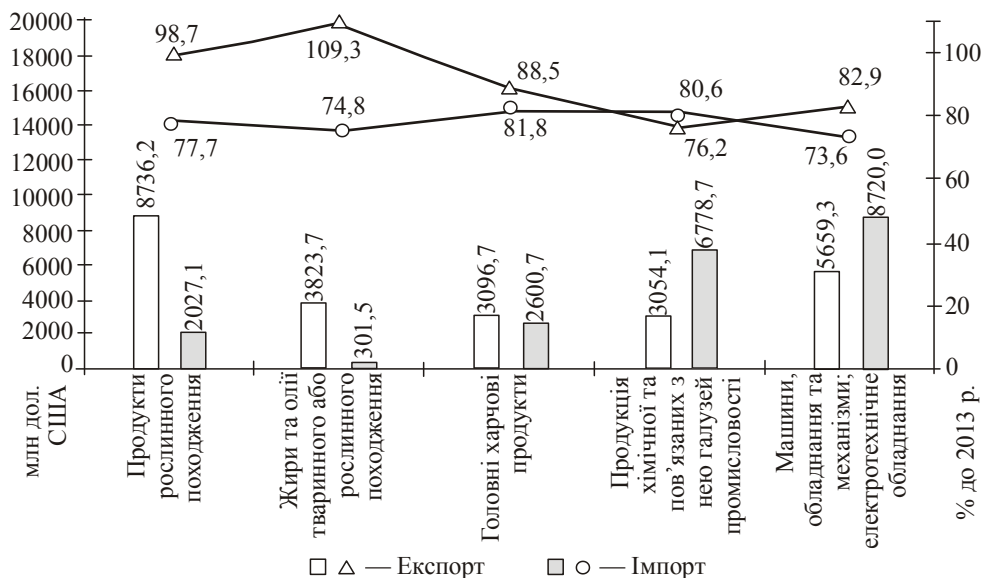 20000
18000
16000
14000
12000
10000
8000
6000
4000
2000
0
млн дол.
США
100
80
60
40
20
0
% до 2013 р.
98,7
109,3
88,5
76,2
82,9
77,7
74,8
81,8
80,6
73,6
8736,2
2027,1
3823,7
301,5
3096,7
2600,7
3054,1
6778,7
5659,3
8720,0
Продукти
рослинного
походження
Жири та олії
тваринного або
рослинного
походження
Головні харчові
продукти
Продукція
хімічної та
пов’язаних з
нею галузей
промисловості
Машини,
обладнання та
механізми;
електротехнічне
обладнання
— Експорт
— Імпорт